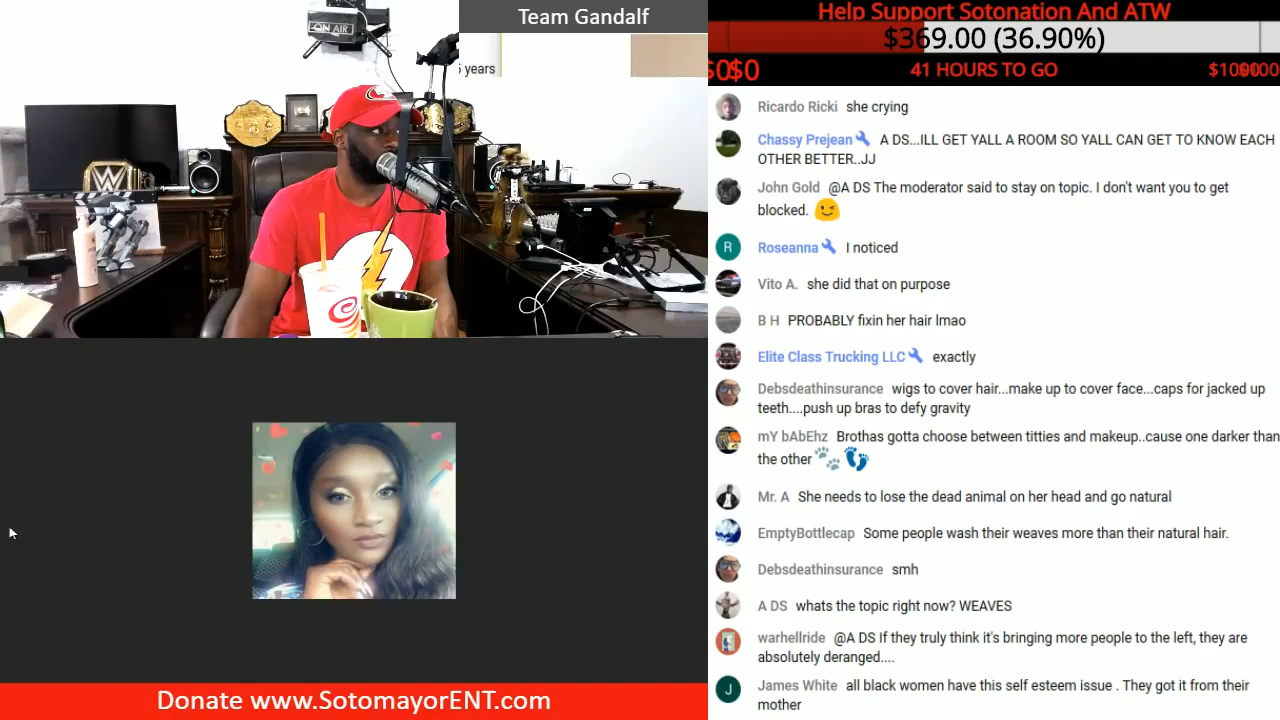 Team Gandalf
ON AIR
years
W
Donate www.SotomayorENT.com
Help Support Sotonation And ATW
$369.00 (36.90%)
41 HOURS TO GO
Ricardo Ricki she crying
Chassy Prejean A DS...ILL GET YALL A ROOM SO YALL CAN GET TO KNOW EACH
OTHER BETTER..JJ
John Gold @A DS The moderator said to stay on topic. I don't want you to get
blocked. 😉
R Roseanna I noticed
Vito A. she did that on purpose
B H PROBABLY fixin her hair lmao
Elite Class Trucking LLC exactly
Debsdeathinsurance wigs to cover hair...make up to cover face...caps for jacked up
teeth....push up bras to defy gravity
mY bAbEhz Brothas gotta choose between titties and makeup..cause one darker than
the other 🐾 👣
Mr. A She needs to lose the dead animal on her head and go natural
EmptyBottlecap Some people wash their weaves more than their natural hair.
Debsdeathinsurance smh
A DS whats the topic right now? WEAVES
warhellride @A DS If they truly think it's bringing more people to the left, they are
absolutely deranged....
J James White all black women have this self esteem issue . They got it from their
mother